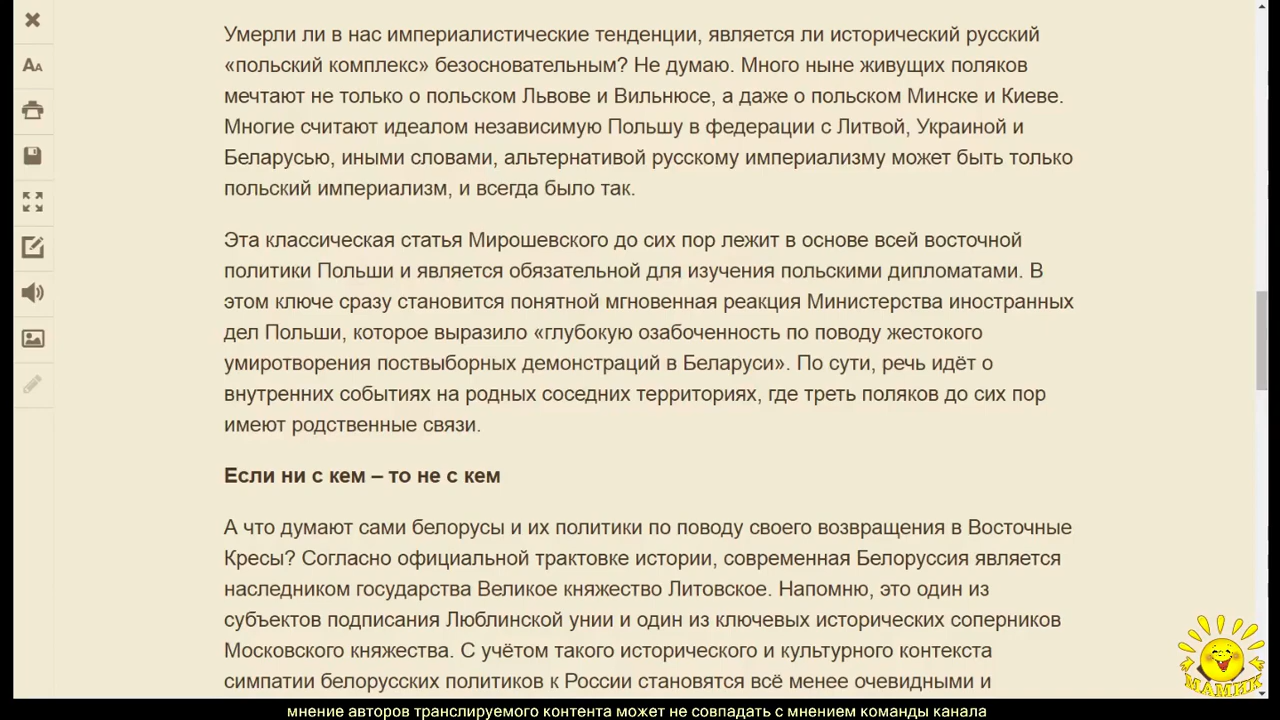 Умерли ли в нас империалистические тенденции, является ли исторический русский
«польский комплекс» безосновательным? Не думаю. Много ныне живущих поляков
мечтают не только о польском Львове и Вильнюсе, а даже о польском Минске и Киеве.
Многие считают идеалом независимую Польшу в федерации с Литвой, Украиной и
Беларусью, иными словами, альтернативой русскому империализму может быть только
польский империализм, и всегда было так.
Эта классическая статья Мирошевского до сих пор лежит в основе всей восточной
политики Польши и является обязательной для изучения польскими дипломатами. В
этом ключе сразу становится понятной мгновенная реакция Министерства иностранных
дел Польши, которое выразило «глубокую озабоченность по поводу жестокого
умиротворения поствыборных демонстраций в Беларуси». По сути, речь идёт о
внутренних событиях на родных соседних территориях, где треть поляков до сих пор
имеют родственные связи.
Если ни с кем – то не с кем
А что думают сами белорусы и их политики по поводу своего возвращения в Восточные
Кресы? Согласно официальной трактовке истории, современная Белоруссия является
наследником государства Великое княжество Литовское. Напомню, это один из
субъектов подписания Люблинской унии и один из ключевых исторических соперников
Московского княжества. С учётом такого исторического и культурного контекста
симпатии белорусских политиков к России становятся всё менее очевидными и
МАМИК
мнение авторов транслируемого контента может не совпадать с мнением команды канала